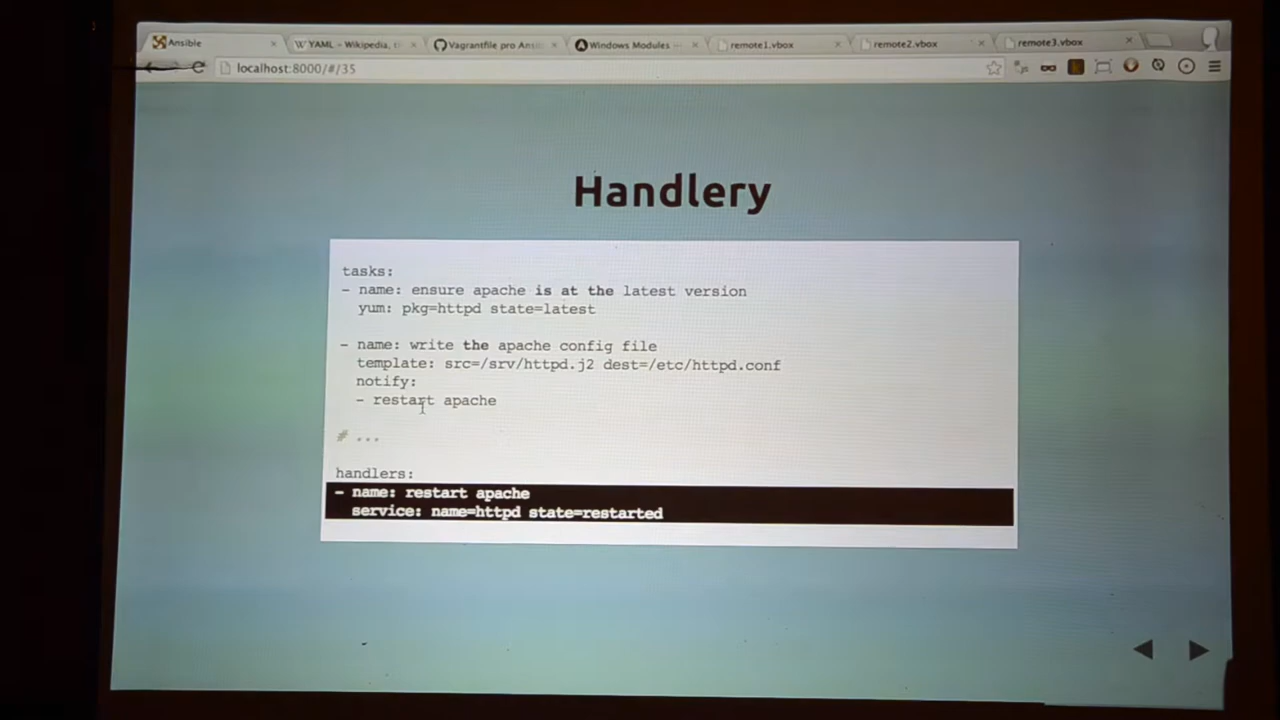 Ansible
YAML – Wikipedia,
Vagrantfile pro Ansi
Windows Modules
remote1.vbox
remote2.vbox
remote3.vbox
localhost:8000/#/35
Handlery
tasks:
- name: ensure apache is at the latest version
yum: pkg=httpd state=latest
- name: write the apache config file
template: src=/srv/httpd.j2 dest=/etc/httpd.conf
notify:
- restart apache
# ...
handlers:
- name: restart apache
service: name=httpd state=restarted